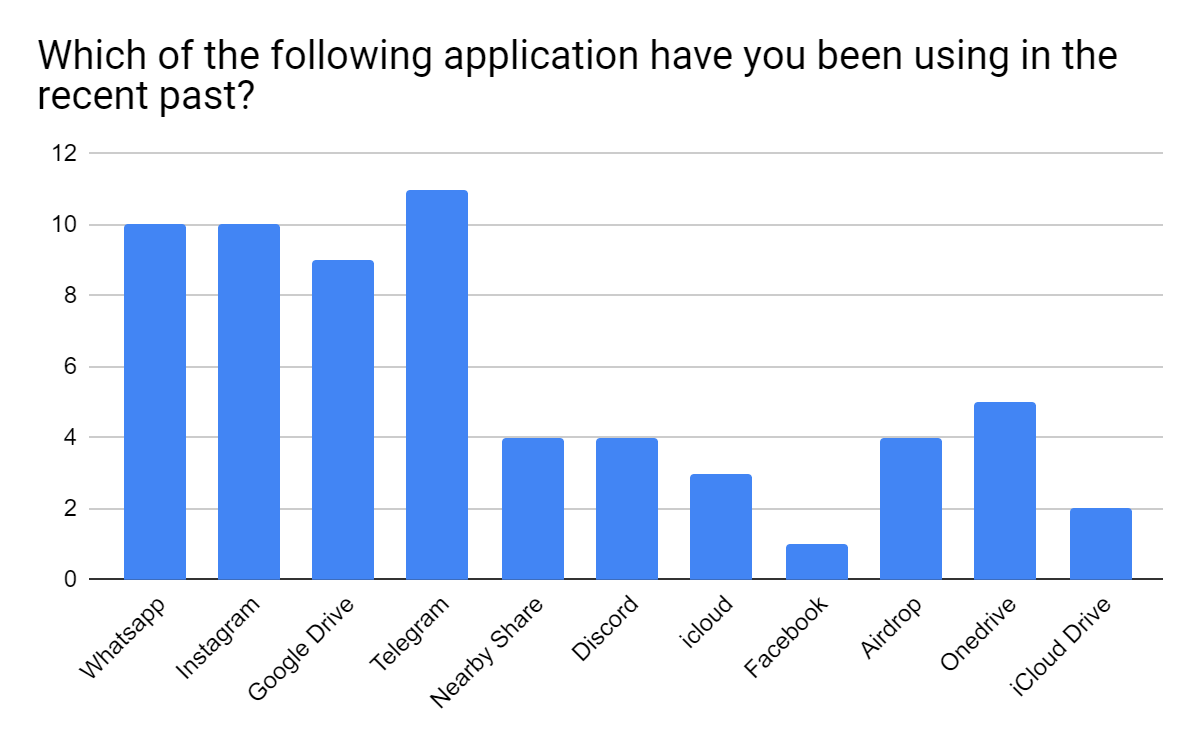 Which of the following application have you been using in the
recent past?
12
10
8
6
4
2
0
Whatsapp
Instagram
Google Drive
Telegram
Nearby Share
Discord
icloud
Facebook
Airdrop
Onedrive
iCloud Drive